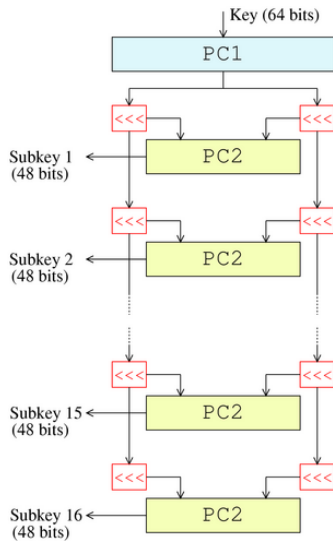 Key (64 bits)
PC1
<<< <<<
Subkey 1
(48 bits)
PC2
<<< <<<
Subkey 2
(48 bits)
PC2
<<< <<<
Subkey 15
(48 bits)
PC2
<<< <<<
Subkey 16
(48 bits)
PC2